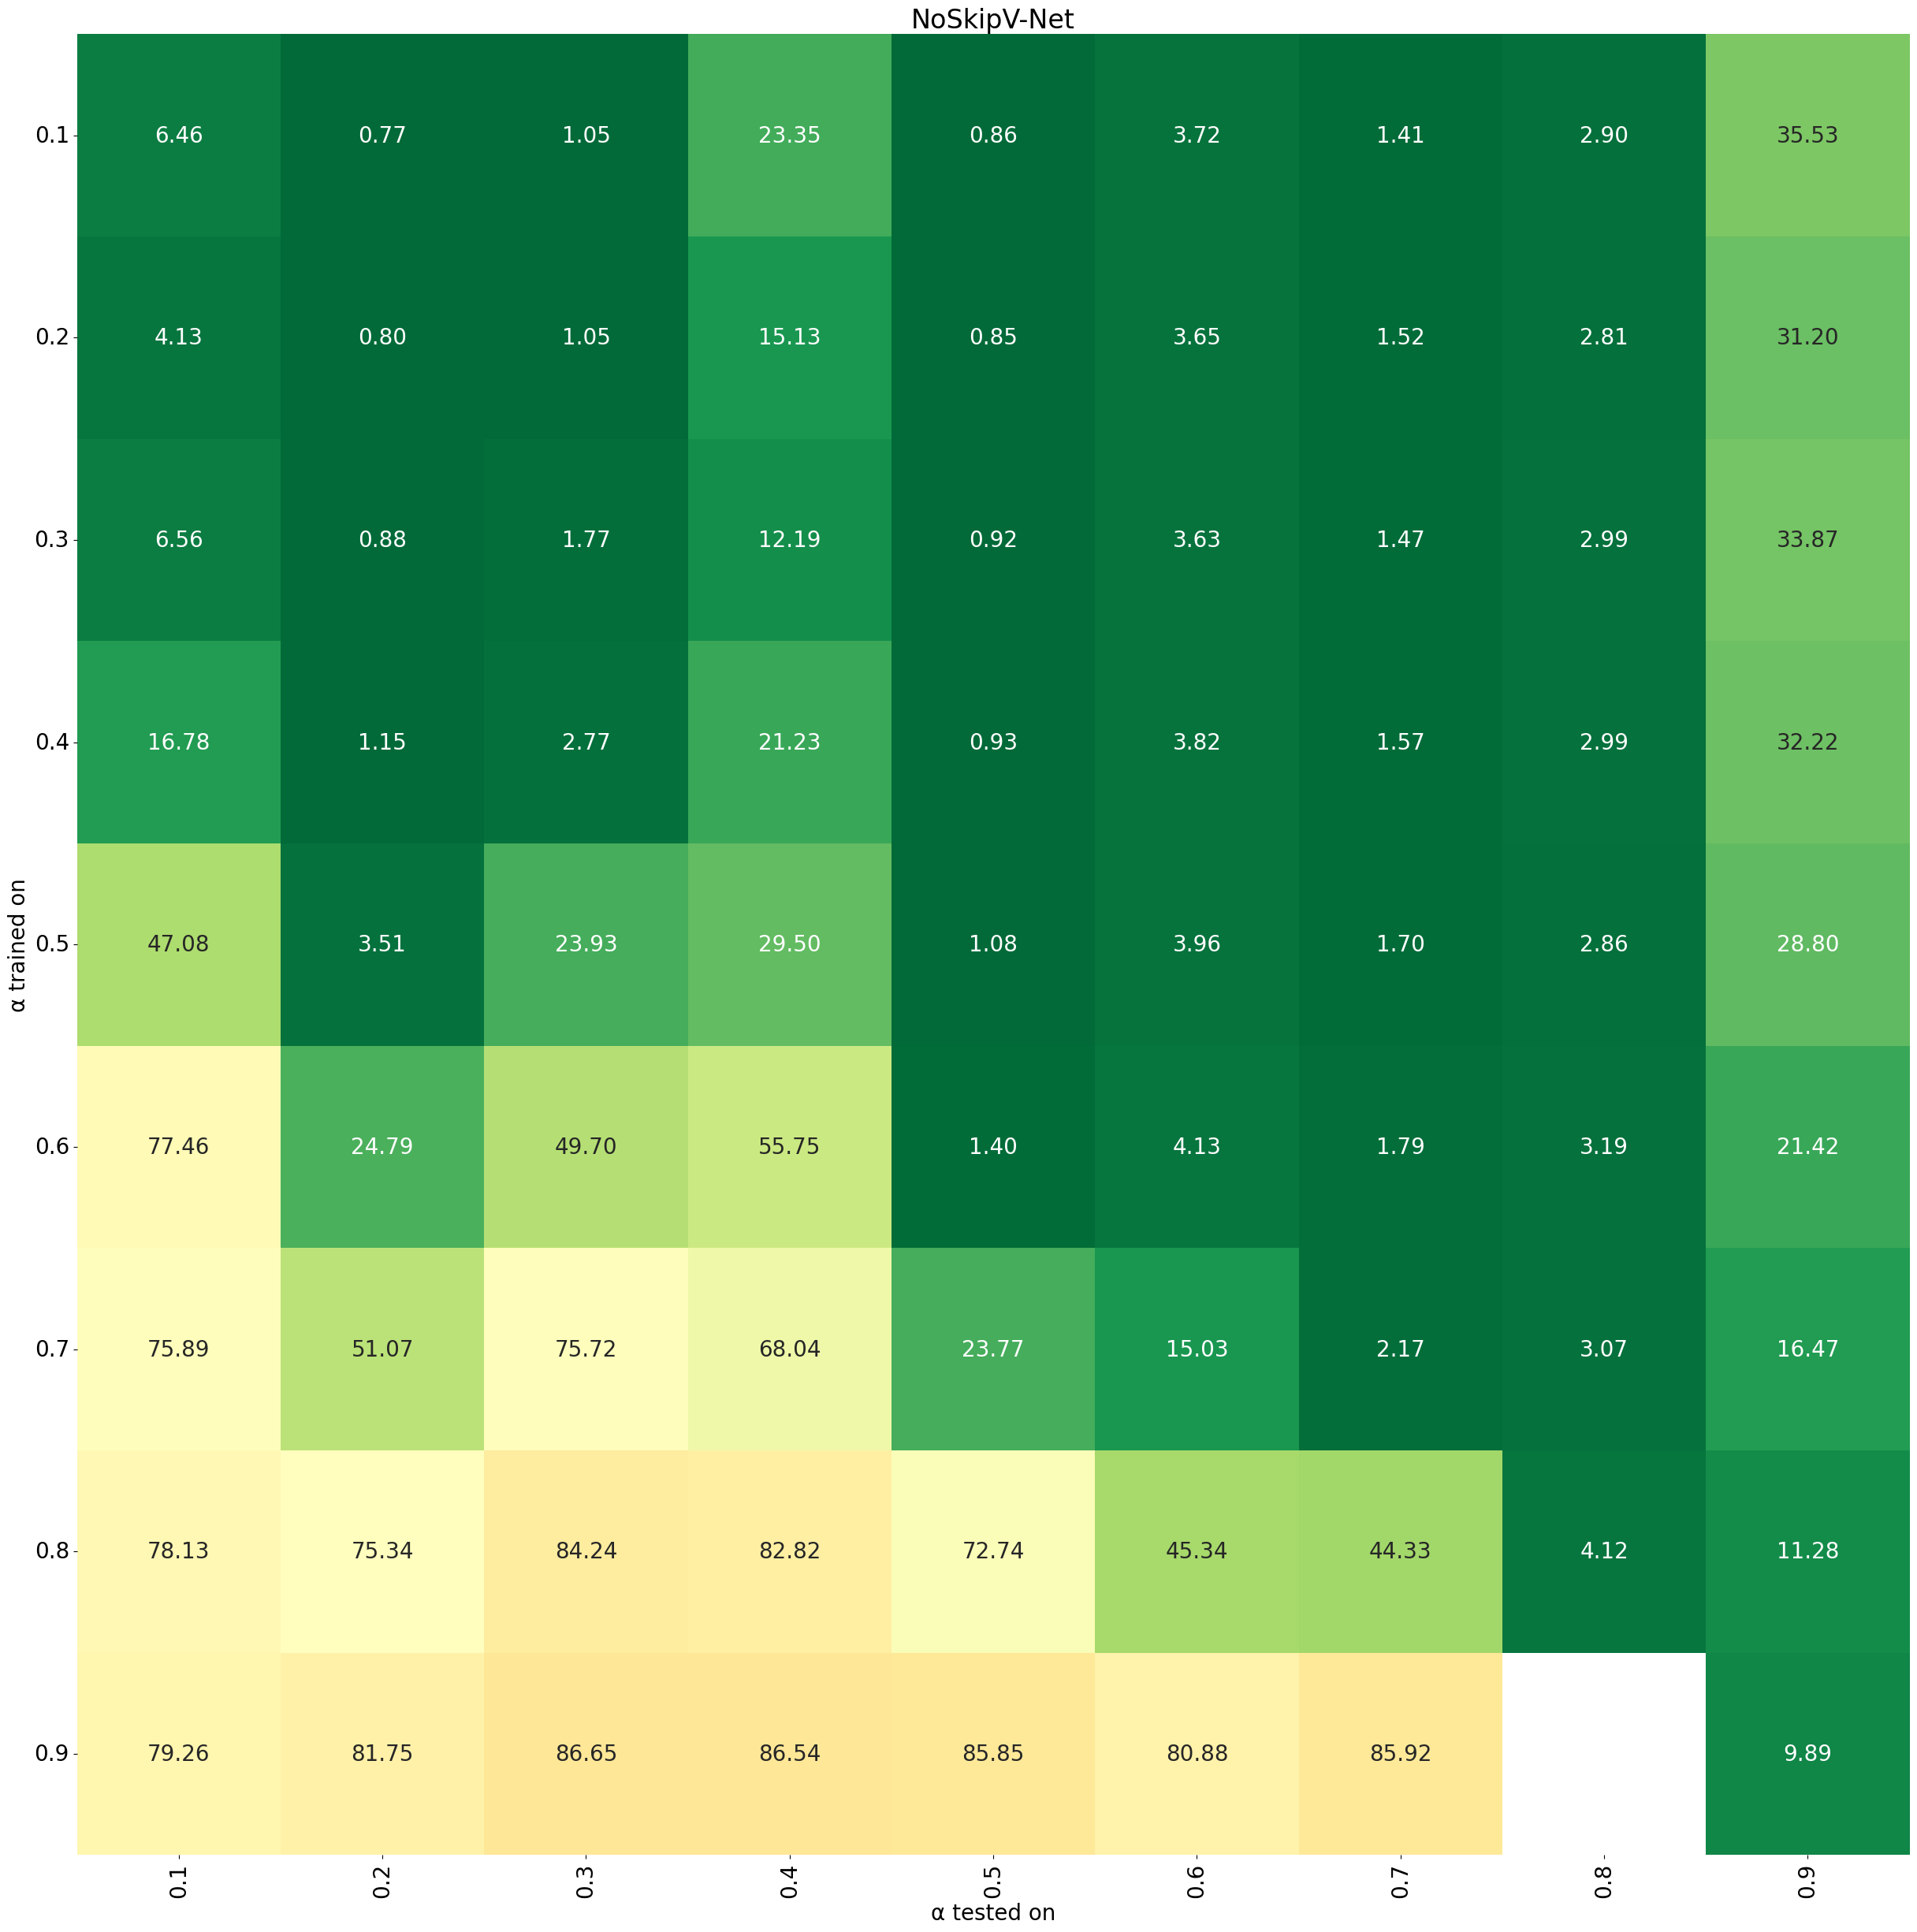 NoSkipV-Net
0.1 6.46 0.77 1.05 23.35 0.86 3.72 1.41 2.90 35.53
0.2 4.13 0.80 1.05 15.13 0.85 3.65 1.52 2.81 31.20
0.3 6.56 0.88 1.77 12.19 0.92 3.63 1.47 2.99 33.87
0.4 16.78 1.15 2.77 21.23 0.93 3.82 1.57 2.99 32.22
α trained on
0.5 47.08 3.51 23.93 29.50 1.08 3.96 1.70 2.86 28.80
0.6 77.46 24.79 49.70 55.75 1.40 4.13 1.79 3.19 21.42
0.7 75.89 51.07 75.72 68.04 23.77 15.03 2.17 3.07 16.47
0.8 78.13 75.34 84.24 82.82 72.74 45.34 44.33 4.12 11.28
0.9 79.26 81.75 86.65 86.54 85.85 80.88 85.92 9.89
0.1 0.2 0.3 0.4 0.5 0.6 0.7 0.8 0.9
α tested on